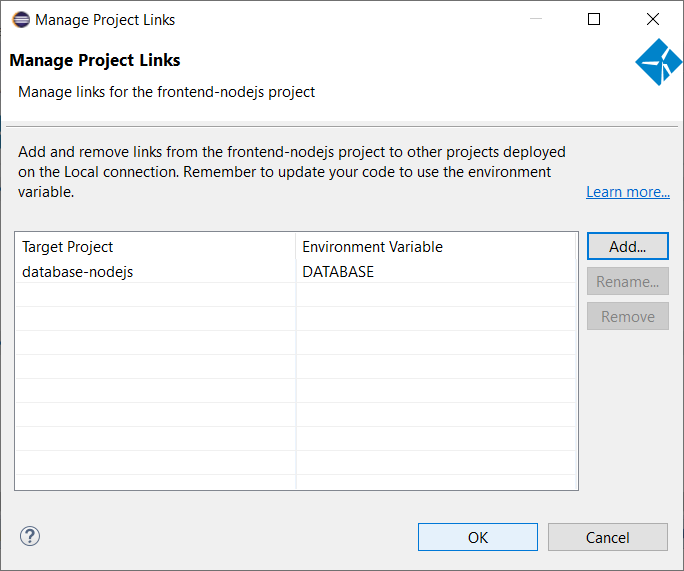 Manage Project Links
Manage Project Links
Manage links for the frontend-nodejs project
Add and remove links from the frontend-nodejs project to other projects deployed
on the Local connection. Remember to update your code to use the environment
variable.
Learn more...
Target Project Environment Variable
database-nodejs DATABASE
Add...
Rename...
Remove
?
OK Cancel